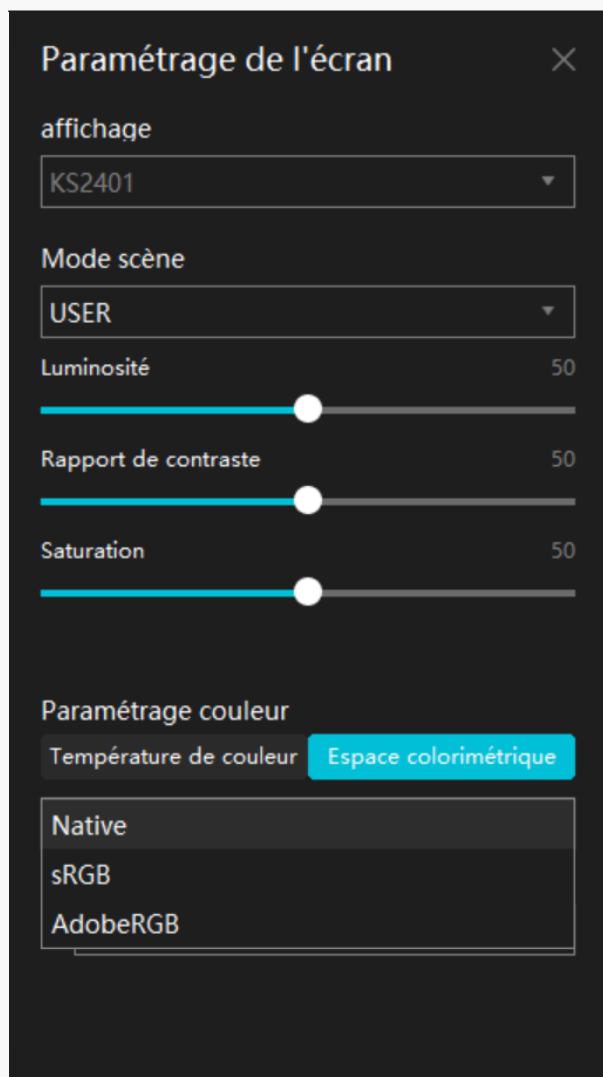 Paramétrage de l'écran
affichage
KS2401
Mode scène
USER
Luminosité 50
Rapport de contraste 50
Saturation 50
Paramétrage couleur
Température de couleur Espace colorimétrique
Native
sRGB
AdobeRGB